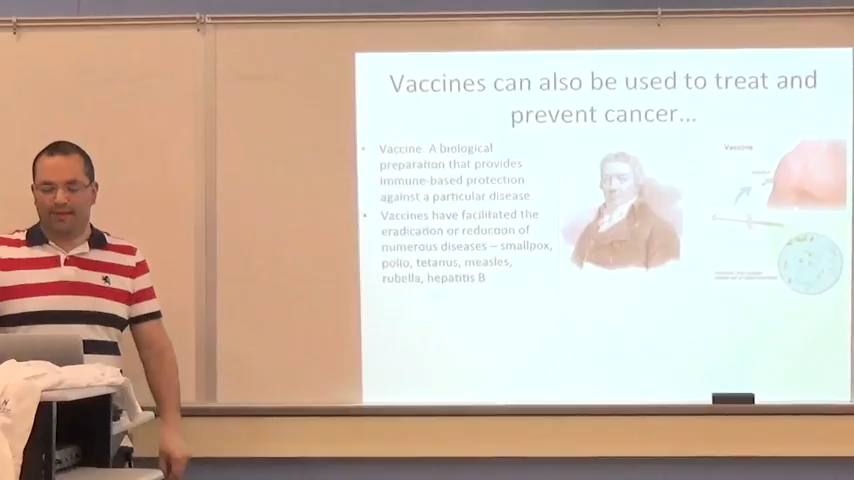 Vaccines can also be used to treat and
prevent cancer...
• Vaccine. A biological
preparation that provides
immune-based protection
against a particular disease
• Vaccines have facilitated the
eradication or reduction of
numerous diseases – smallpox,
polio, tetanus, measles,
rubella, hepatitis B
Vaccine